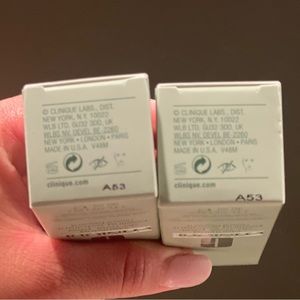 © CLINIQUE LABS., DIST.
NEW YORK, N.Y. 10022
WLS LTD. GU32 3DD, UK
WLBS NV. DEVEL BE-2260
NEW YORK • LONDON • PARIS
MADE IN U.S.A. V48M
clinique.com
A53
© CLINIQUE LABS., DIST.
NEW YORK, N.Y. 10022
WLS LTD. GU32 3DD, UK
WLBS NV. DEVEL BE-2260
NEW YORK • LONDON • PARIS
MADE IN U.S.A. V48M
clinique.com
A53